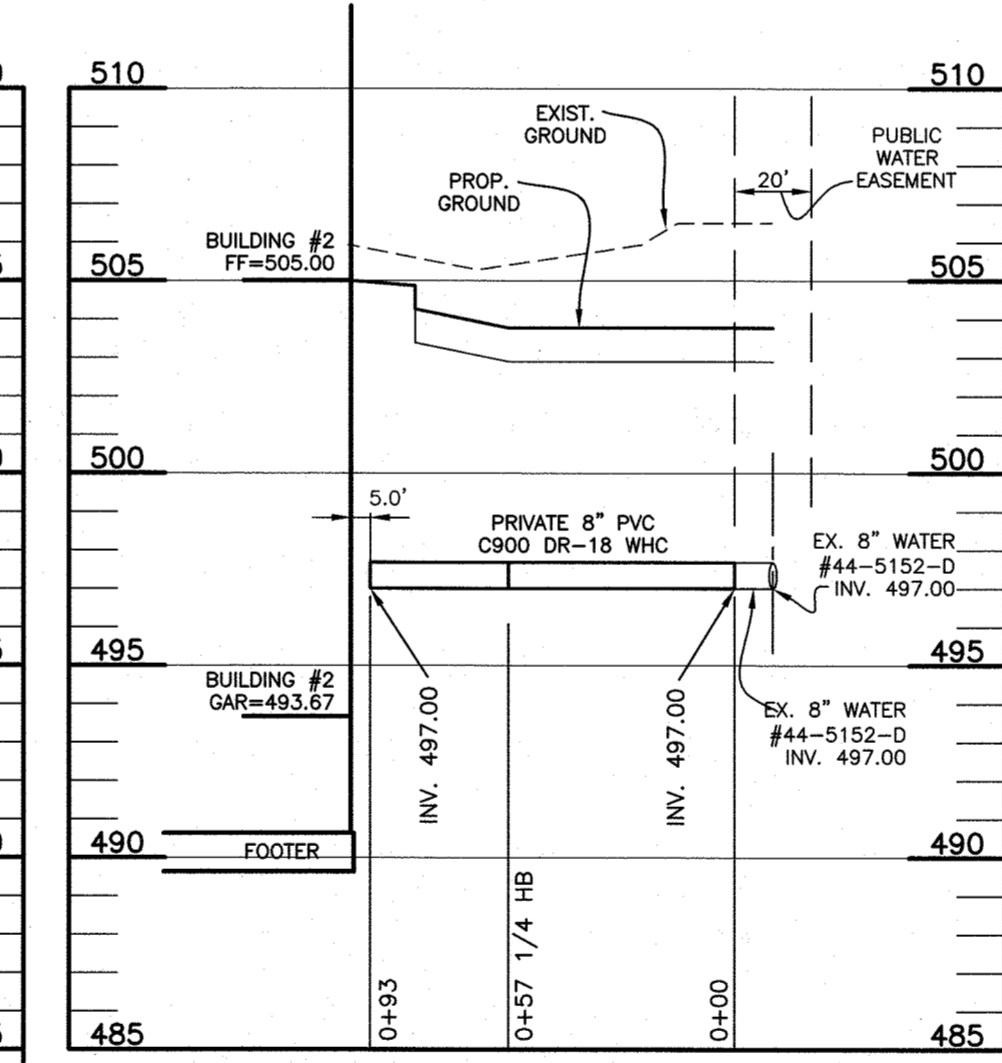 510
510
EXIST.
GROUND
PUBLIC
WATER
EASEMENT
20'
PROP.
GROUND
BUILDING #2
FF=505.00
505
505
500
500
5.0'
PRIVATE 8" PVC
C900 DR-18 WHC
EX. 8" WATER
#44-5152-D
INV. 497.00
495
495
BUILDING #2
GAR=493.67
INV. 497.00
INV. 497.00
EX. 8" WATER
#44-5152-D
INV. 497.00
490
490
FOOTER
0+93
0+57 1/4 HB
0+00
485
485